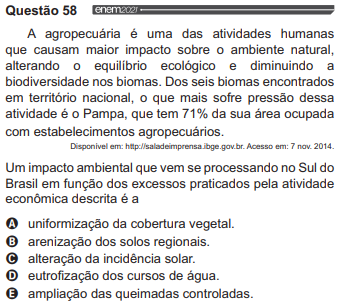 Questão 58 enem2021
A agropecuária é uma das atividades humanas
que causam maior impacto sobre o ambiente natural,
alterando o equilíbrio ecológico e diminuindo a
biodiversidade nos biomas. Dos seis biomas encontrados
em território nacional, o que mais sofre pressão dessa
atividade é o Pampa, que tem 71% da sua área ocupada
com estabelecimentos agropecuários.
Disponível em: http://saladeimprensa.ibge.gov.br. Acesso em: 7 nov. 2014.
Um impacto ambiental que vem se processando no Sul do
Brasil em função dos excessos praticados pela atividade
econômica descrita é a
A uniformização da cobertura vegetal.
B arenização dos solos regionais.
C alteração da incidência solar.
D eutrofização dos cursos de água.
E ampliação das queimadas controladas.